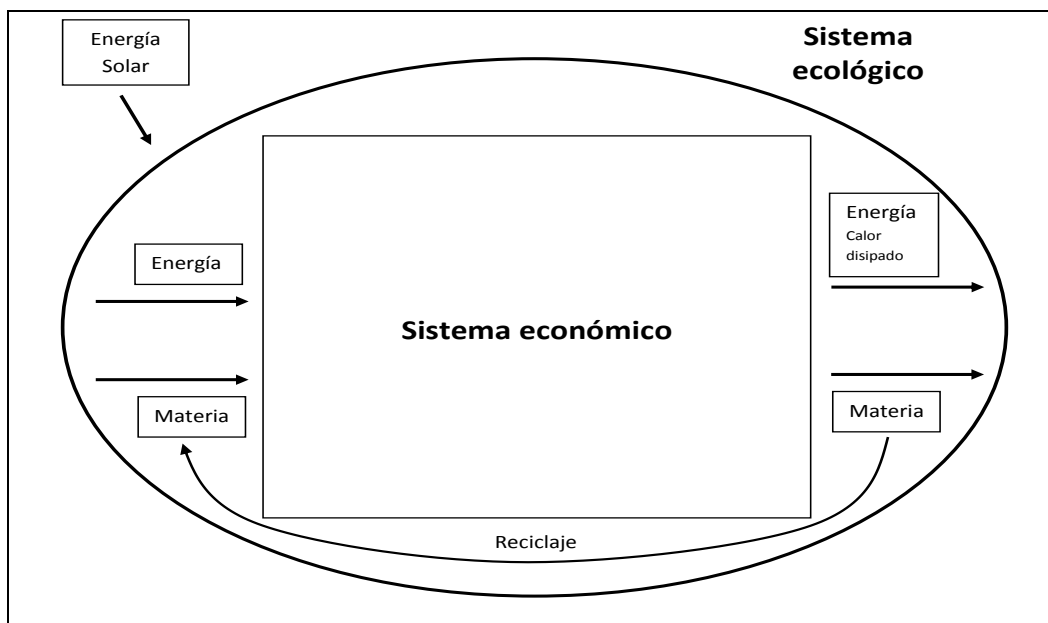 Energía
Solar
Sistema
ecológico
Energía
Energía
Calor
disipado
Sistema económico
Materia
Materia
Reciclaje